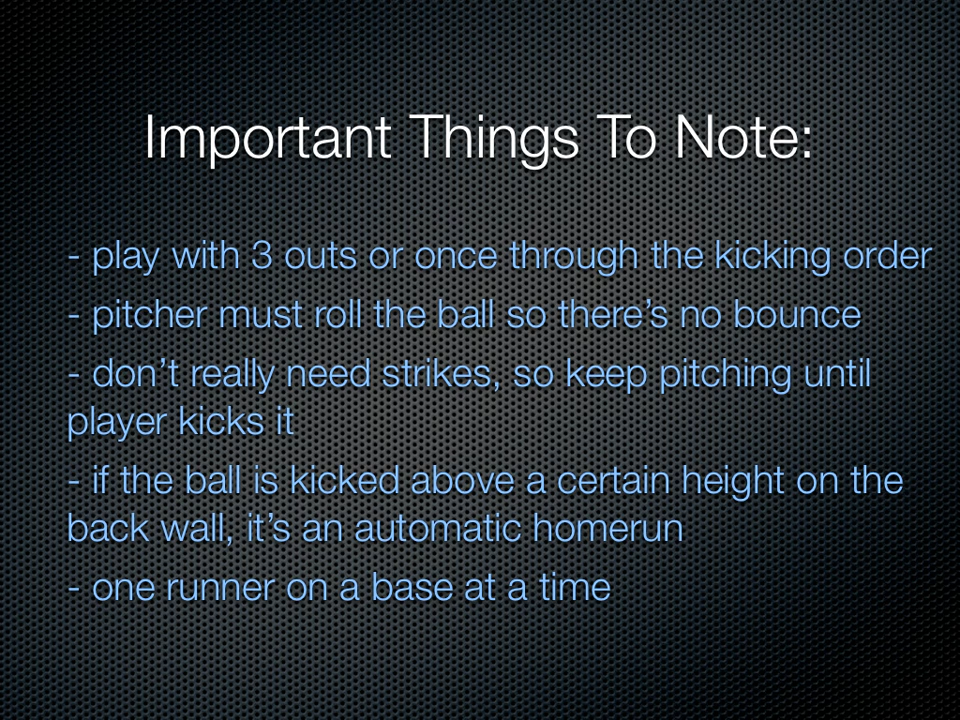 Important Things To Note:
- play with 3 outs or once through the kicking order
- pitcher must roll the ball so there’s no bounce
- don’t really need strikes, so keep pitching until
player kicks it
- if the ball is kicked above a certain height on the
back wall, it’s an automatic homerun
- one runner on a base at a time